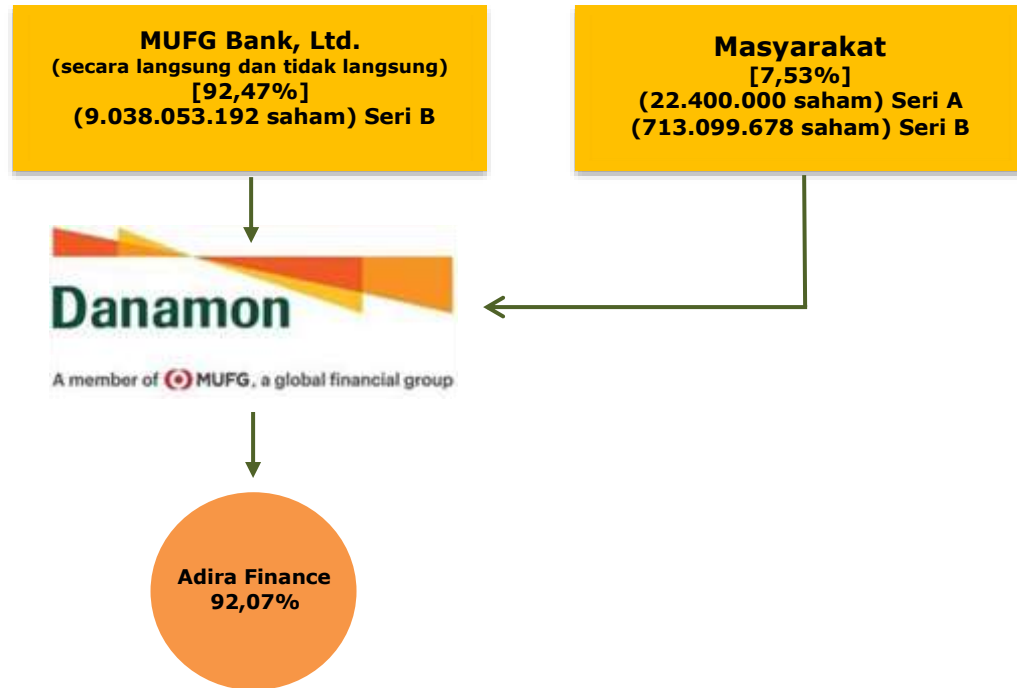 MUFG Bank, Ltd.
(secara langsung dan tidak langsung)
[92,47%]
(9.038.053.192 saham) Seri B
Masyarakat
[7,53%]
(22.400.000 saham) Seri A
(713.099.678 saham) Seri B
Danamon
A member of MUFG, a global financial group
Adira Finance
92,07%